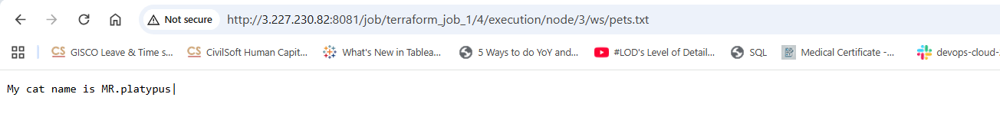 Not secure http://3.227.230.82:8081/job/terraform_job_1/4/execution/node/3/ws/pets.txt
GISCO Leave & Time s... CivilSoft Human Capit... What's New in Tablea... 5 Ways to do YoY and... #LOD's Level of Detail... SQL Medical Certificate -... devops-cloud-
My cat name is MR.platypus